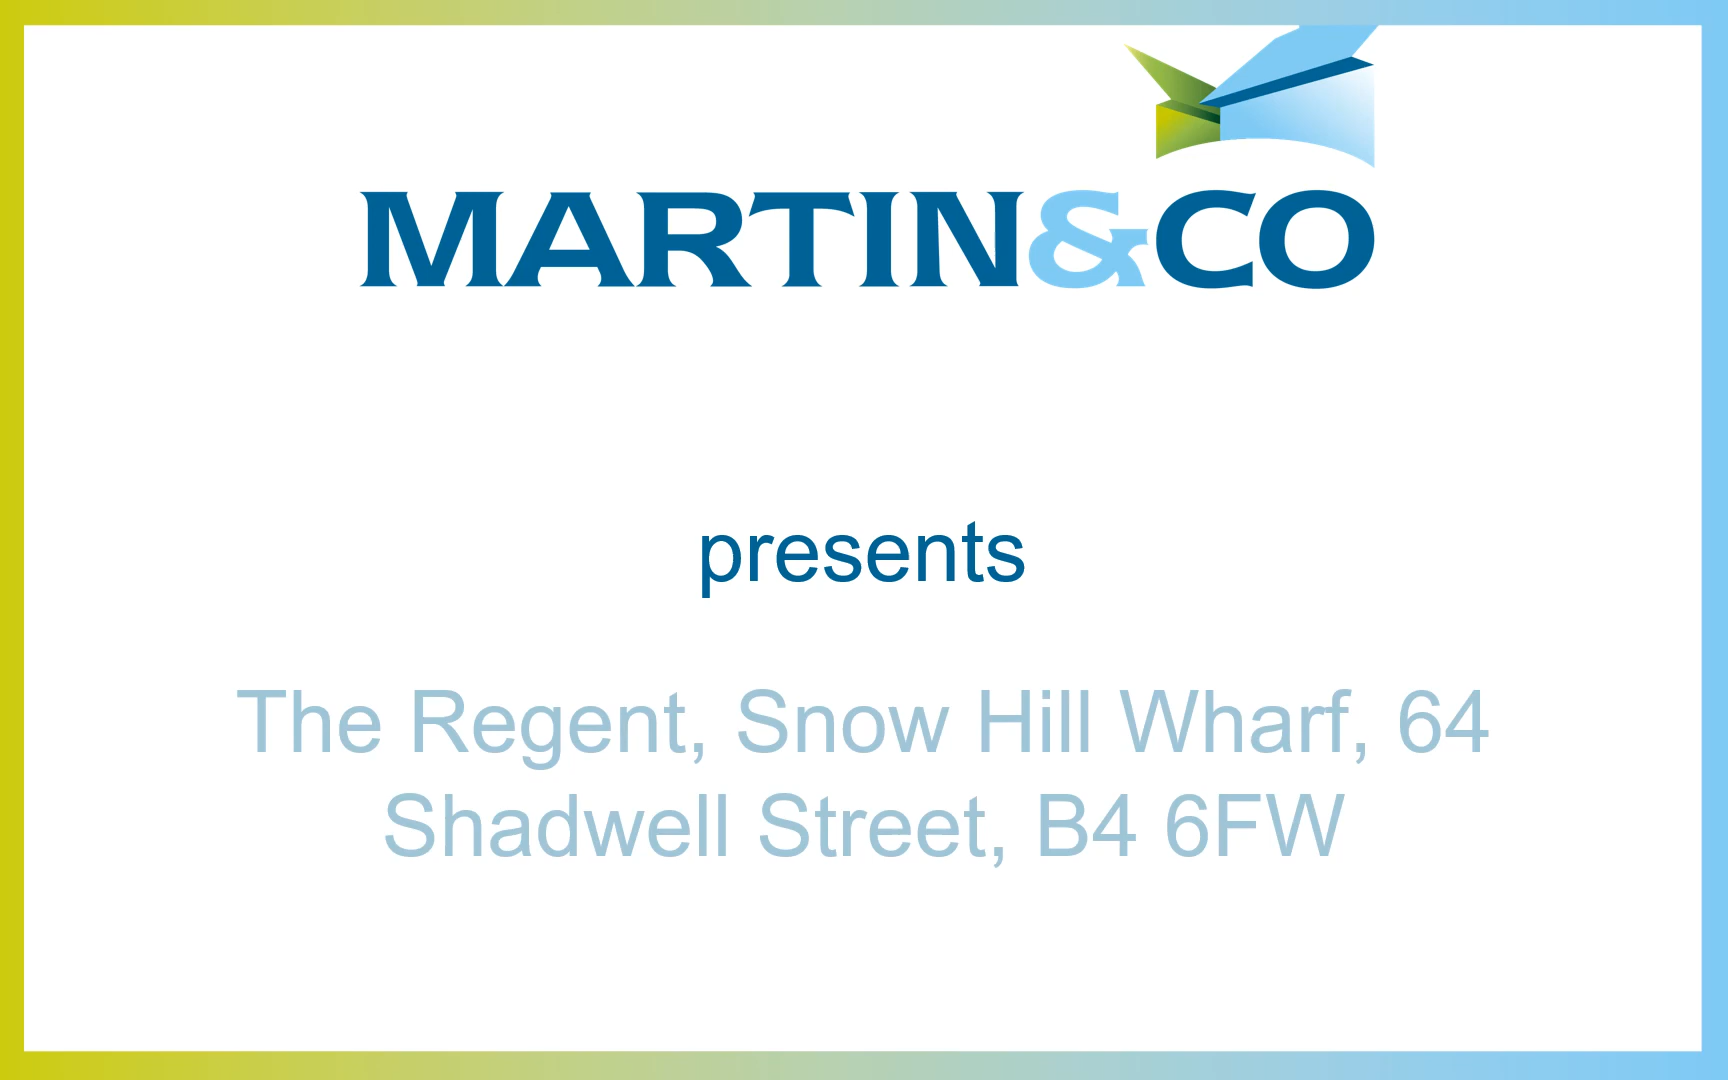 MARTIN&CO
presents
The Regent, Snow Hill Wharf, 64
Shadwell Street, B4 6FW